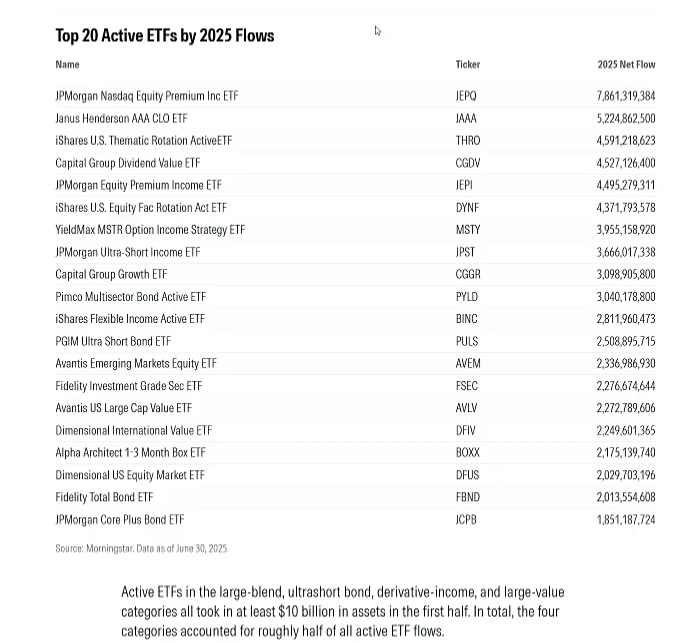 Top 20 Active ETFs by 2025 Flows
Name Ticker 2025 Net Flow
JPMorgan Nasdaq Equity Premium Inc ETF JEPQ 7,861,319,384
Janus Henderson AAA CLO ETF JAAA 5,224,862,500
iShares U.S. Thematic Rotation ActiveETF THRO 4,591,218,623
Capital Group Dividend Value ETF CGDV 4,527,126,400
JPMorgan Equity Premium Income ETF JEPI 4,495,279,311
iShares U.S. Equity Fac Rotation Act ETF DYNF 4,371,793,578
YieldMax MSTR Option Income Strategy ETF MSTY 3,955,158,920
JPMorgan Ultra-Short Income ETF JPST 3,666,017,338
Capital Group Growth ETF CGGR 3,098,905,800
Pimco Multisector Bond Active ETF PYLD 3,040,178,800
iShares Flexible Income Active ETF BINC 2,811,960,473
PGIM Ultra Short Bond ETF PULS 2,508,895,715
Avantis Emerging Markets Equity ETF AVEM 2,336,986,930
Fidelity Investment Grade Sec ETF FSEC 2,276,674,644
Avantis US Large Cap Value ETF AVLV 2,272,789,606
Dimensional International Value ETF DFIV 2,249,601,365
Alpha Architect 1-3 Month Box ETF BOXX 2,175,139,740
Dimensional US Equity Market ETF DFUS 2,029,703,196
Fidelity Total Bond ETF FBND 2,013,554,608
JPMorgan Core Plus Bond ETF JCPB 1,851,187,724
Source: Morningstar. Data as of June 30, 2025.
Active ETFs in the large-blend, ultrashort bond, derivative-income, and large-value
categories all took in at least $10 billion in assets in the first half. In total, the four
categories accounted for roughly half of all active ETF flows.